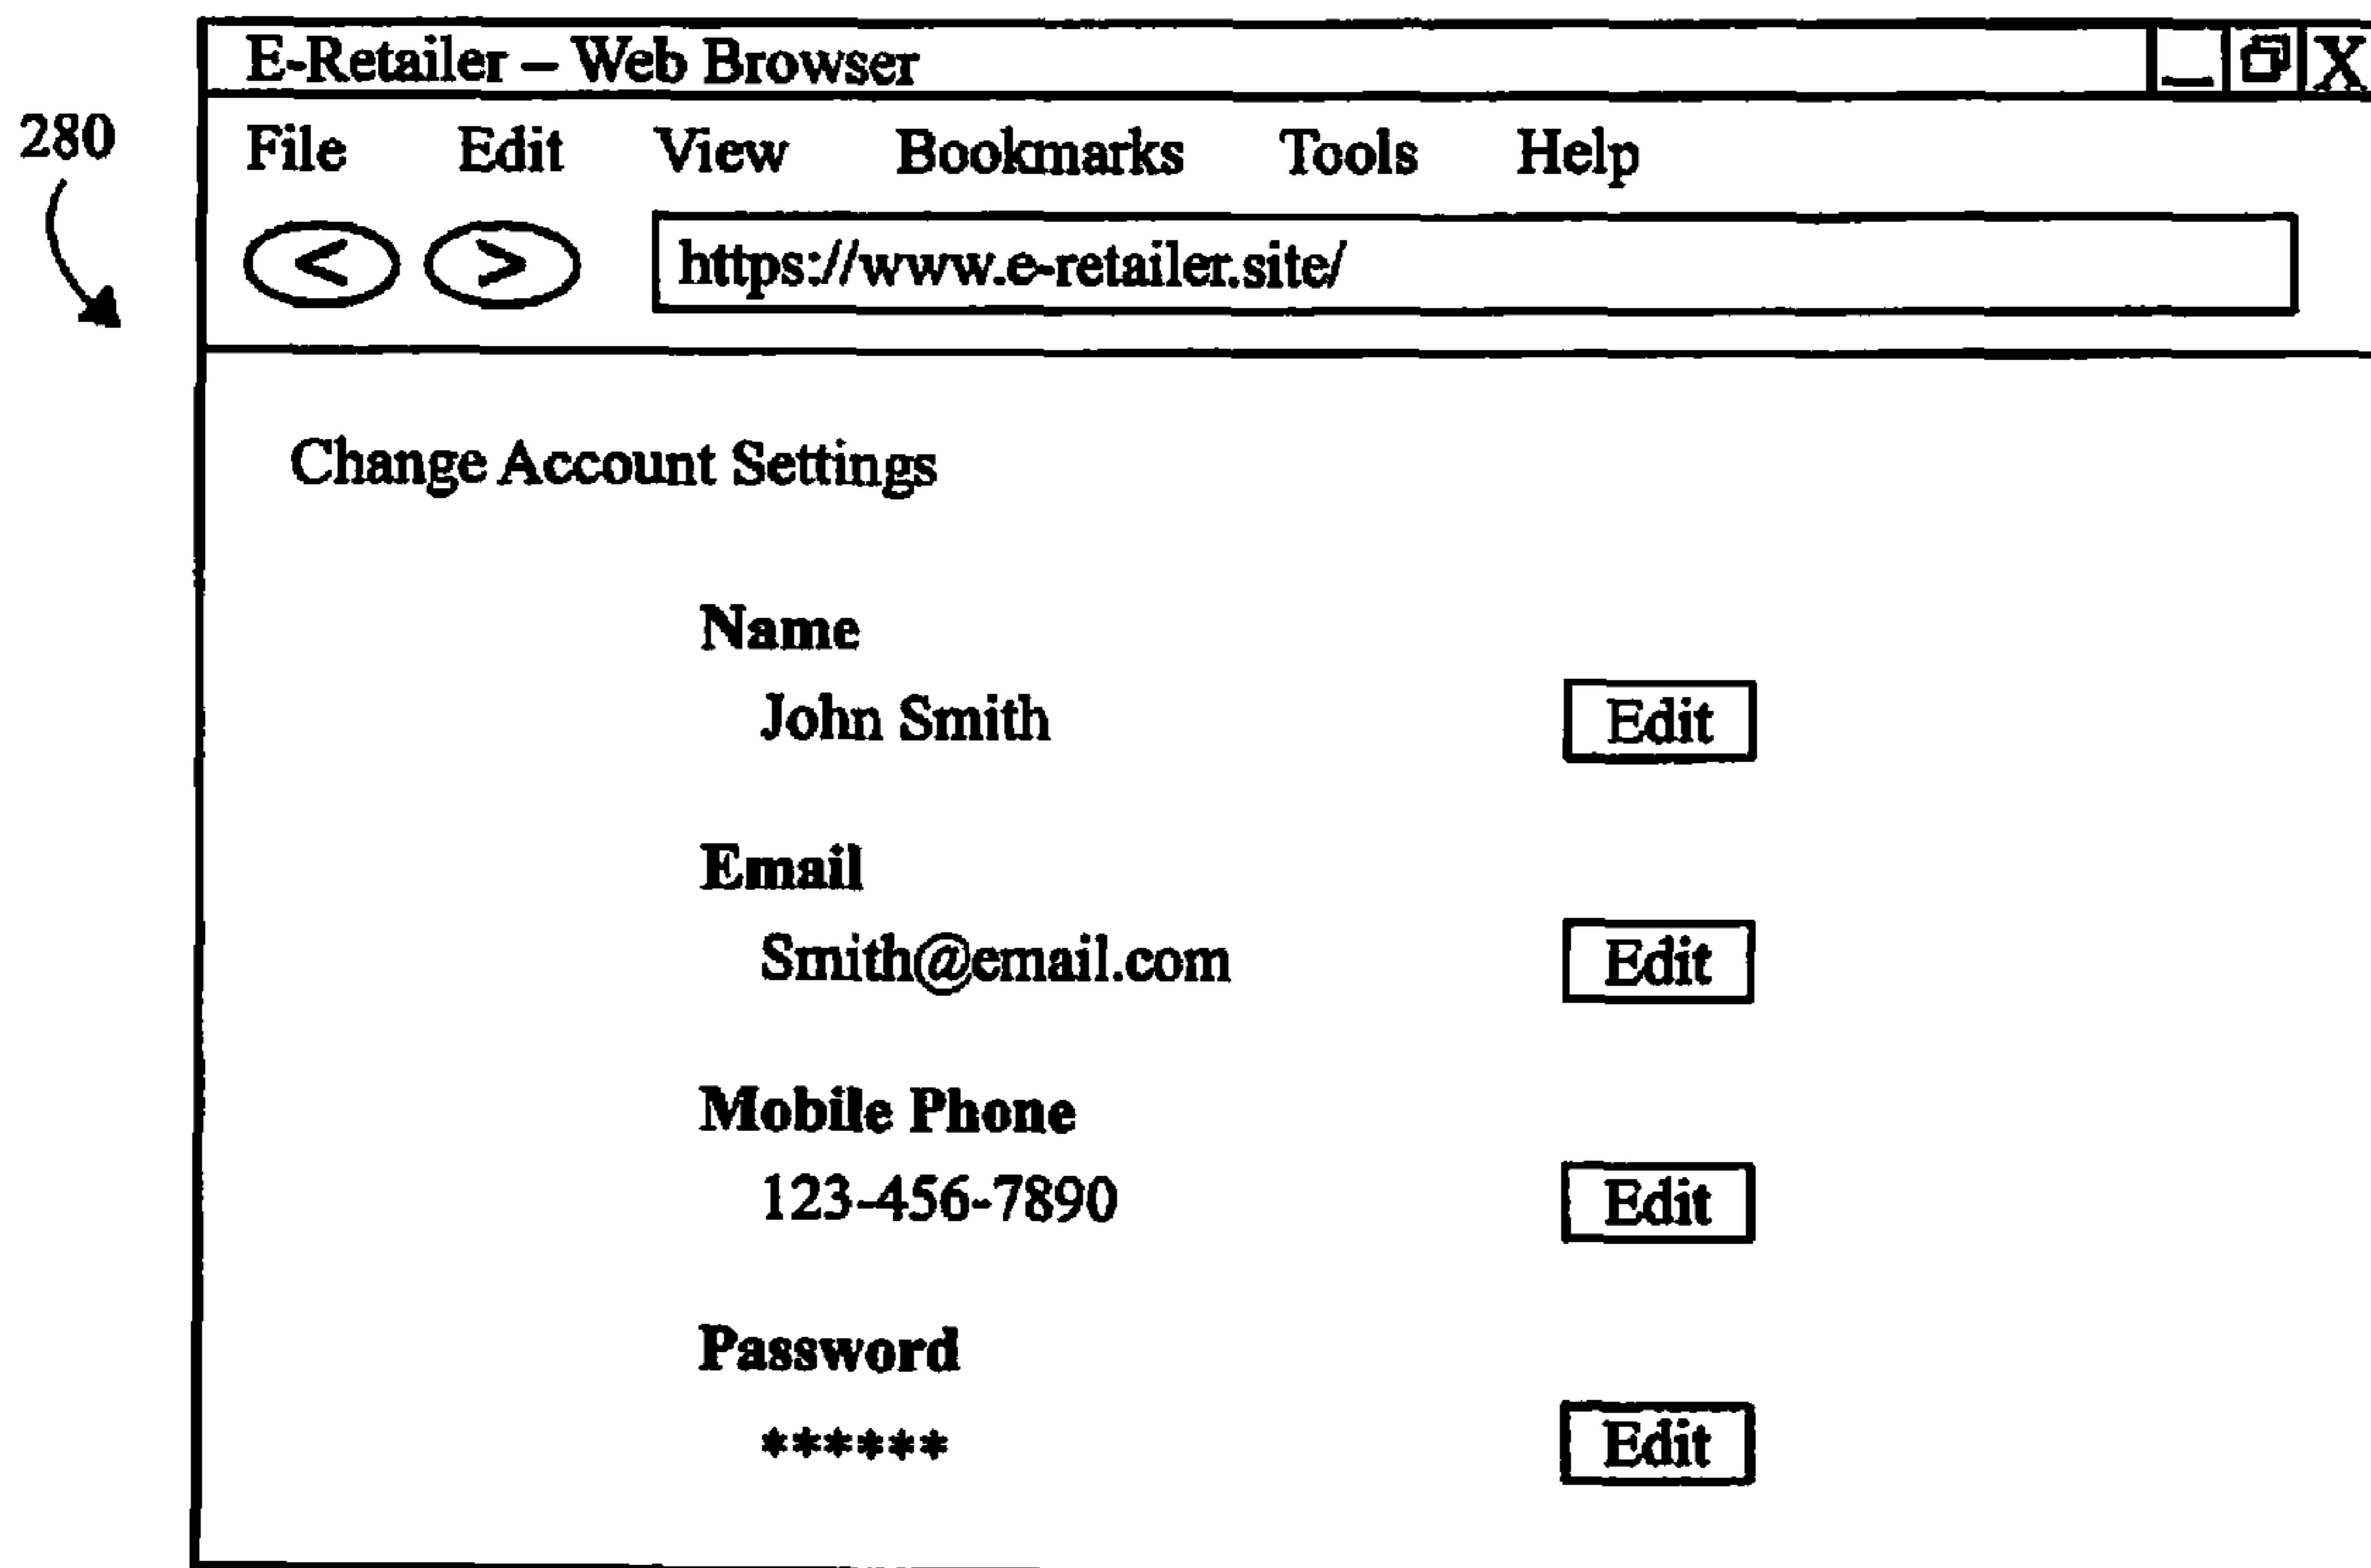 E-Retailer – Web Browser
X
280
File Edit View Bookmarks Tools Help
< >
https://www.e-retailer.site/
Change Account Settings
Name
John Smith Edit
Email
Smith@email.com Edit
Mobile Phone
123-456-7890 Edit
Password
****** Edit